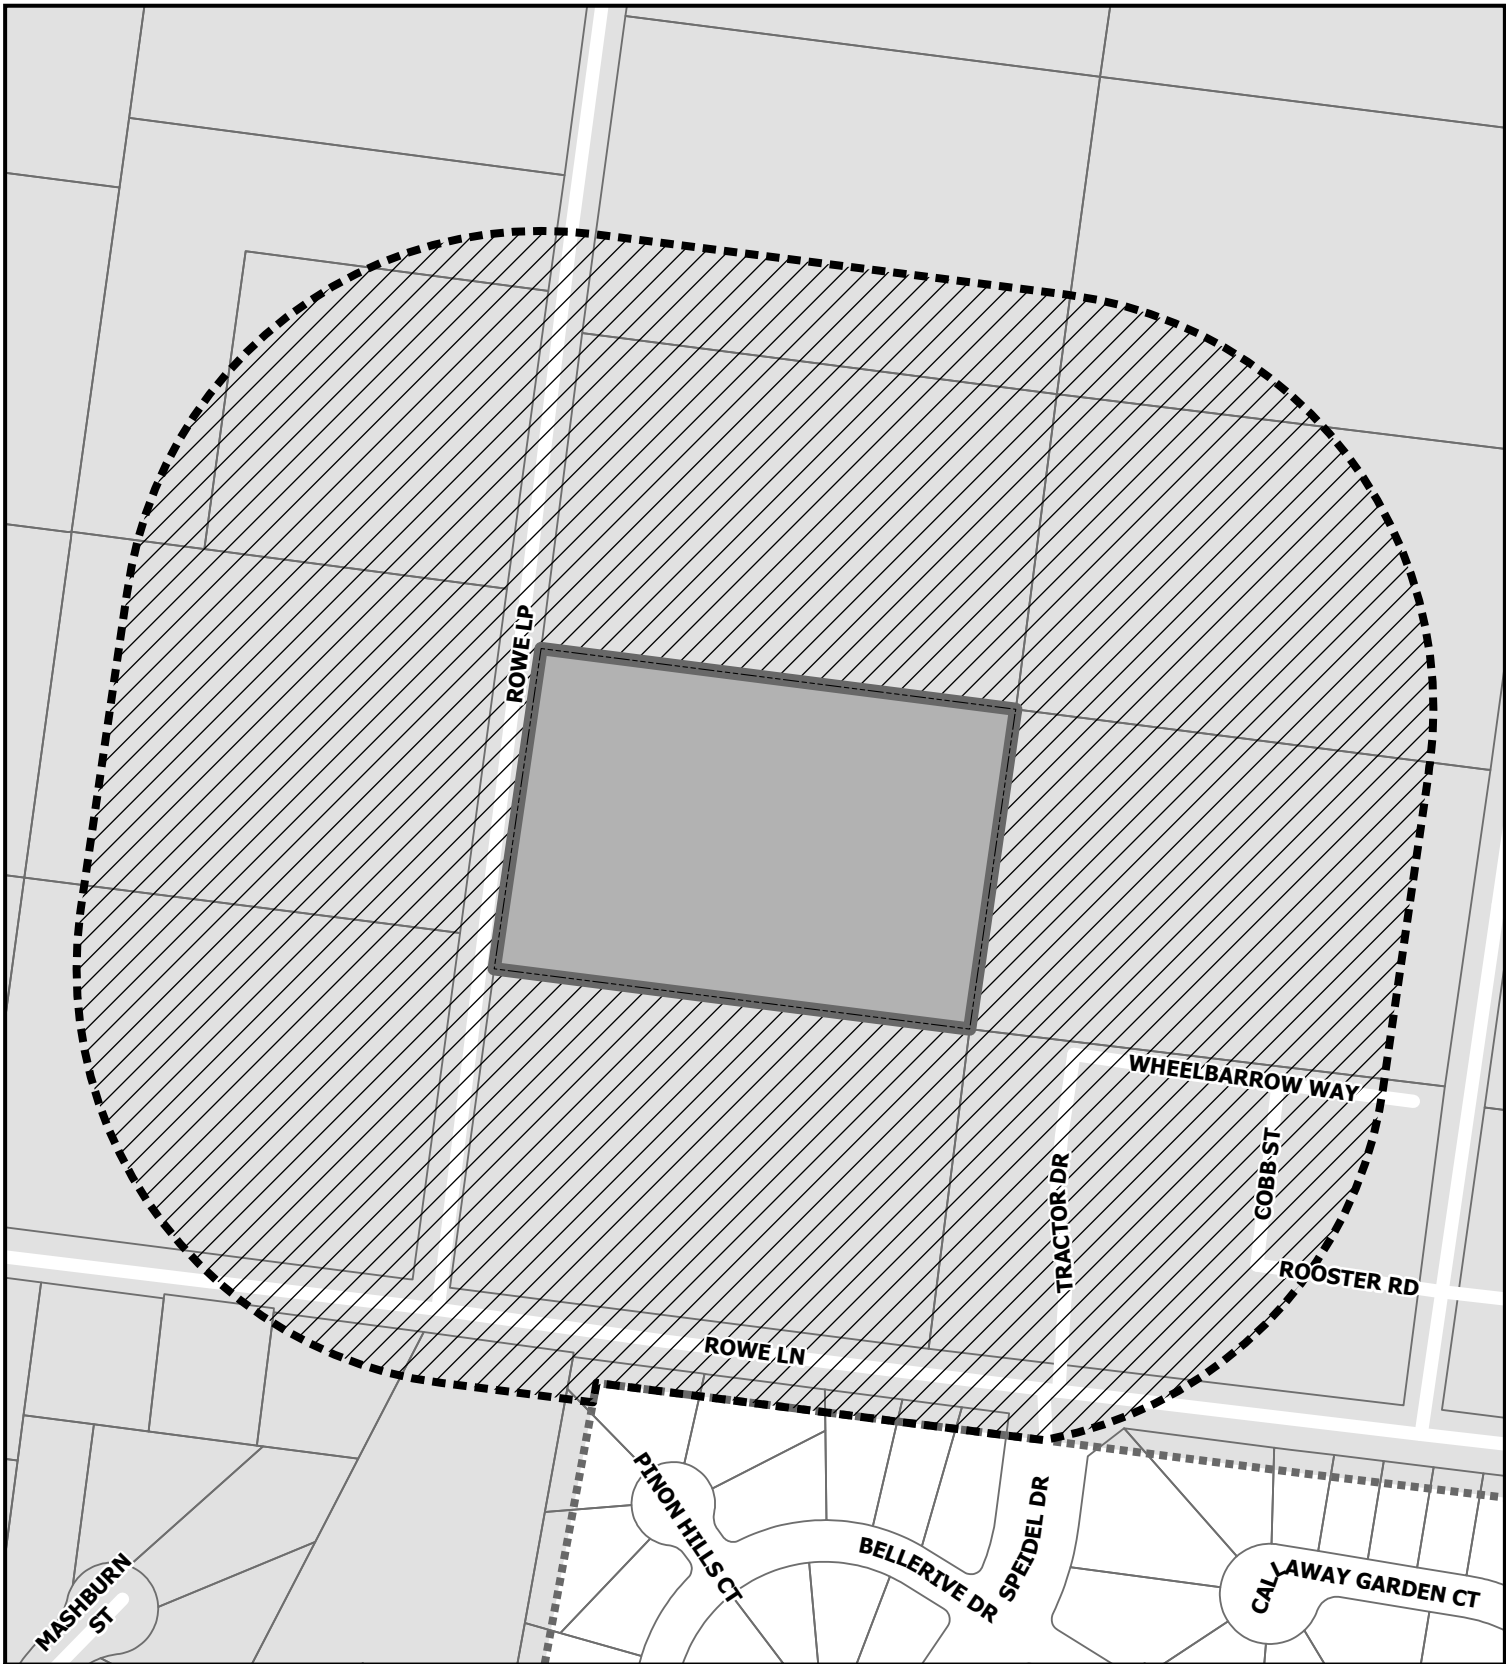 ROWE LP
WHEELBARROW WAY
COBB ST
TRACTOR DR
ROOSTER RD
ROWE LN
PINON HILLS CT
SPEIDEL DR
BELLERIVE DR
CALLAWAY GARDEN CT
MASHBURN
ST